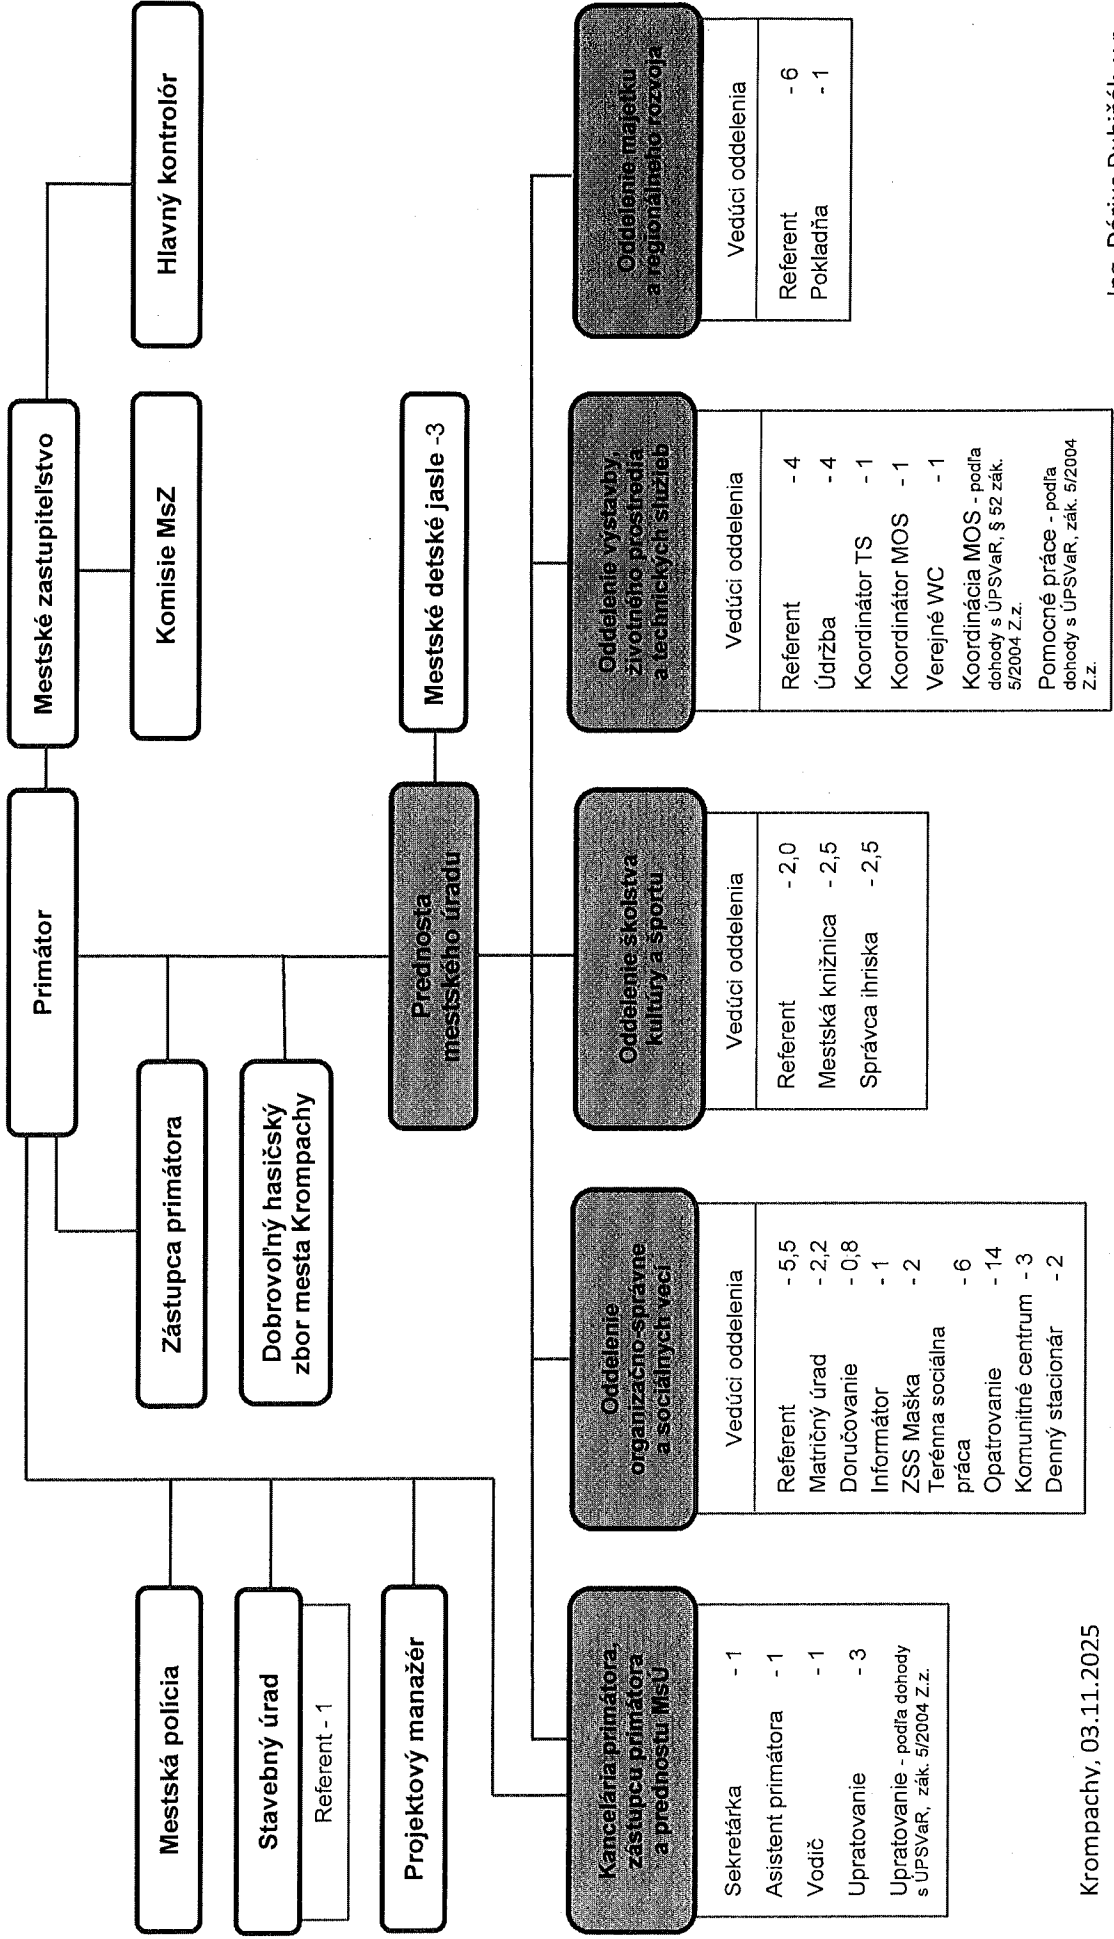 Primátor
Mestské zastupiteľstvo
Hlavný kontrolór
Komisie MsZ
Zástupca primátora
Dobrovoľný hasičský
zbor mesta Krompachy
Mestská polícia
Stavebný úrad
Referent - 1
Projektový manažér
Prednosta
mestského úradu
Mestské detské jasle -3
Kancelária primátora,
zástupcu primátora
a prednostu MsÚ
Sekretárka - 1
Asistent primátora - 1
Vodič - 1
Upratovanie - 3
Upratovanie - podľa dohody
s ÚPSVaR, zák. 5/2004 Z.z.
Oddelenie
organizačno-správne
a sociálnych vecí
Vedúci oddelenia
Referent - 5,5
Matričný úrad - 2,2
Doručovanie - 0,8
Informátor - 1
ZSS Maška - 2
Terénna sociálna
práca - 6
Opatrovanie - 14
Komunitné centrum - 3
Denný stacionár - 2
Oddelenie školstva
kultúry a športu
Vedúci oddelenia
Referent - 2,0
Mestská knižnica - 2,5
Správca ihriska - 2,5
Oddelenie výstavby,
životného prostredia
a technických služieb
Vedúci oddelenia
Referent - 4
Údržba - 4
Koordinátor TS - 1
Koordinátor MOS - 1
Verejné WC - 1
Koordinácia MOS - podľa
dohody s ÚPSVaR, § 52 zák.
5/2004 Z.z.
Pomocné práce - podľa
dohody s ÚPSVaR, zák. 5/2004
Z.z.
Oddelenie majetku
a regionálneho rozvoja
Vedúci oddelenia
Referent - 6
Pokladňa - 1
Krompachy, 03.11.2025